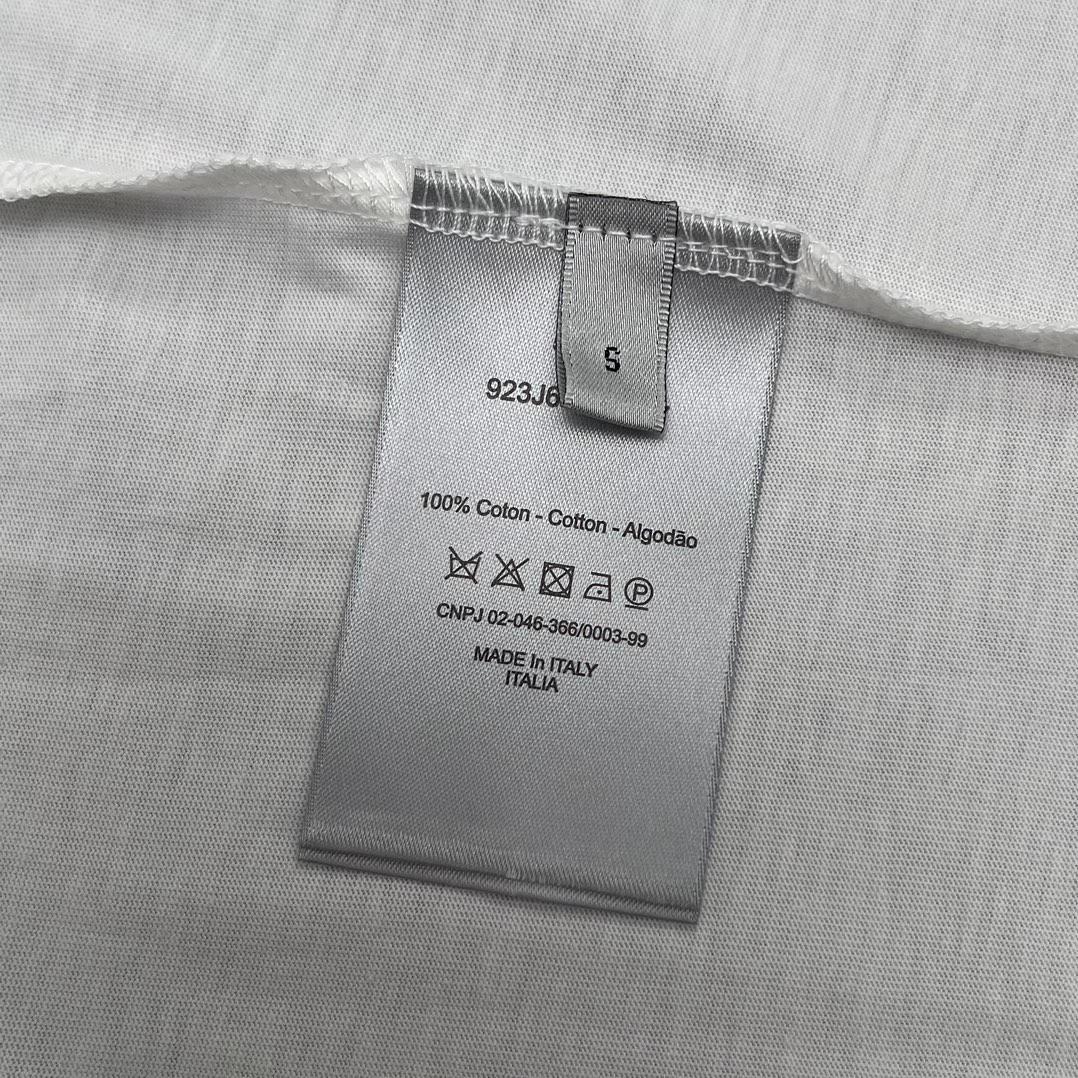 S
923J6
100% Coton - Cotton - Algodão
P
CNPJ 02-046-366/0003-99
MADE In ITALY
ITALIA